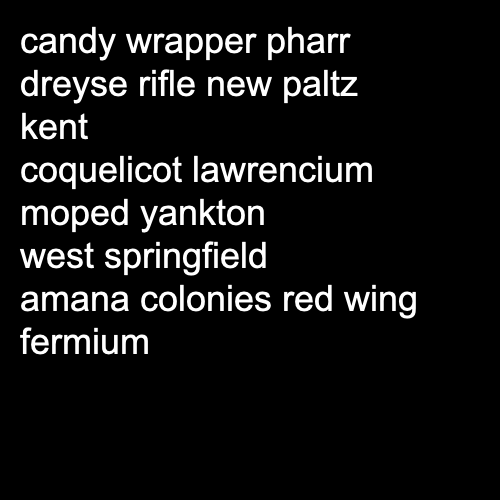 candy wrapper pharr
dreyse rifle new paltz
kent
coquelicot lawrencium
moped yankton
west springfield
amana colonies red wing
fermium